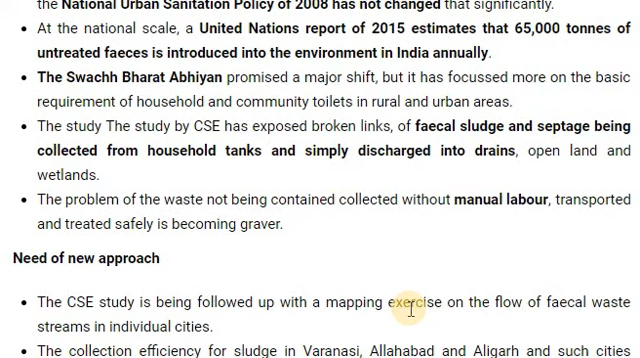 the National Urban Sanitation Policy of 2008 has not changed that significantly.
• At the national scale, a United Nations report of 2015 estimates that 65,000 tonnes of
untreated faeces is introduced into the environment in India annually.
• The Swachh Bharat Abhiyan promised a major shift, but it has focussed more on the basic
requirement of household and community toilets in rural and urban areas.
• The study The study by CSE has exposed broken links, of faecal sludge and septage being
collected from household tanks and simply discharged into drains, open land and
wetlands.
• The problem of the waste not being contained collected without manual labour, transported
and treated safely is becoming graver.
Need of new approach
• The CSE study is being followed up with a mapping exercise on the flow of faecal waste
streams in individual cities.
• The collection efficiency for sludge in Varanasi, Allahabad and Aligarh and such cities